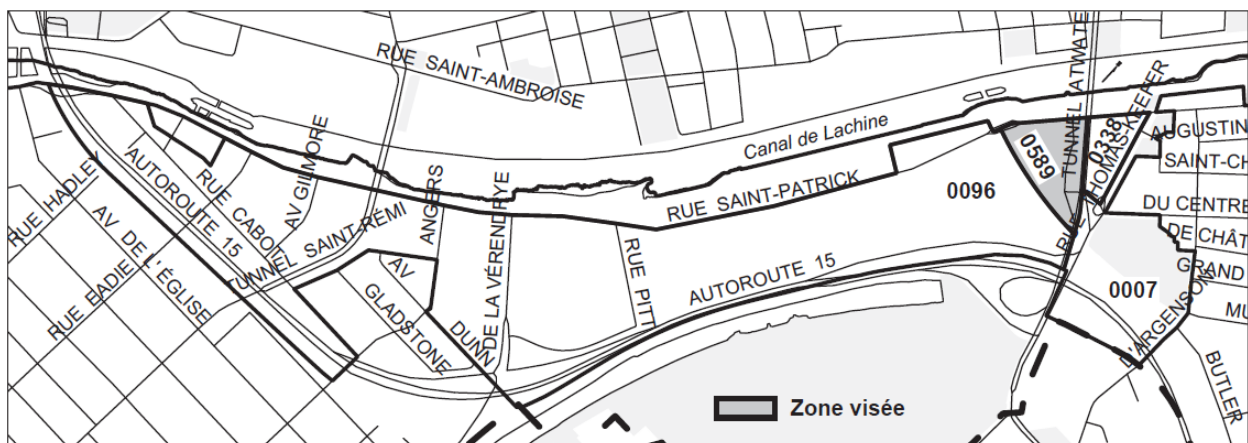 RUE SAINT-AMBROISE
TUNNEL ATWATE
0338
THOMAS-KEEFER
Canal de Lachine
AUGUSTIN
0589
SAINT-CH
RUE HADLEY
AUTOROUTE 15
RUE CABOT
AV GILMORE
ANGERS
RUE SAINT-PATRICK
0096
RUE
DU CENTRE
DE CHÂT
AV DE L'ÉGLISE
TUNNEL SAINT-RÉMI
DE LA VÉRENDRYE
RUE PITT
AUTOROUTE 15
GRAND
RUE EADIE
AV
GLADSTONE
DUNN
0007
D'ARGENSON
MU
BUTLER
Zone visée